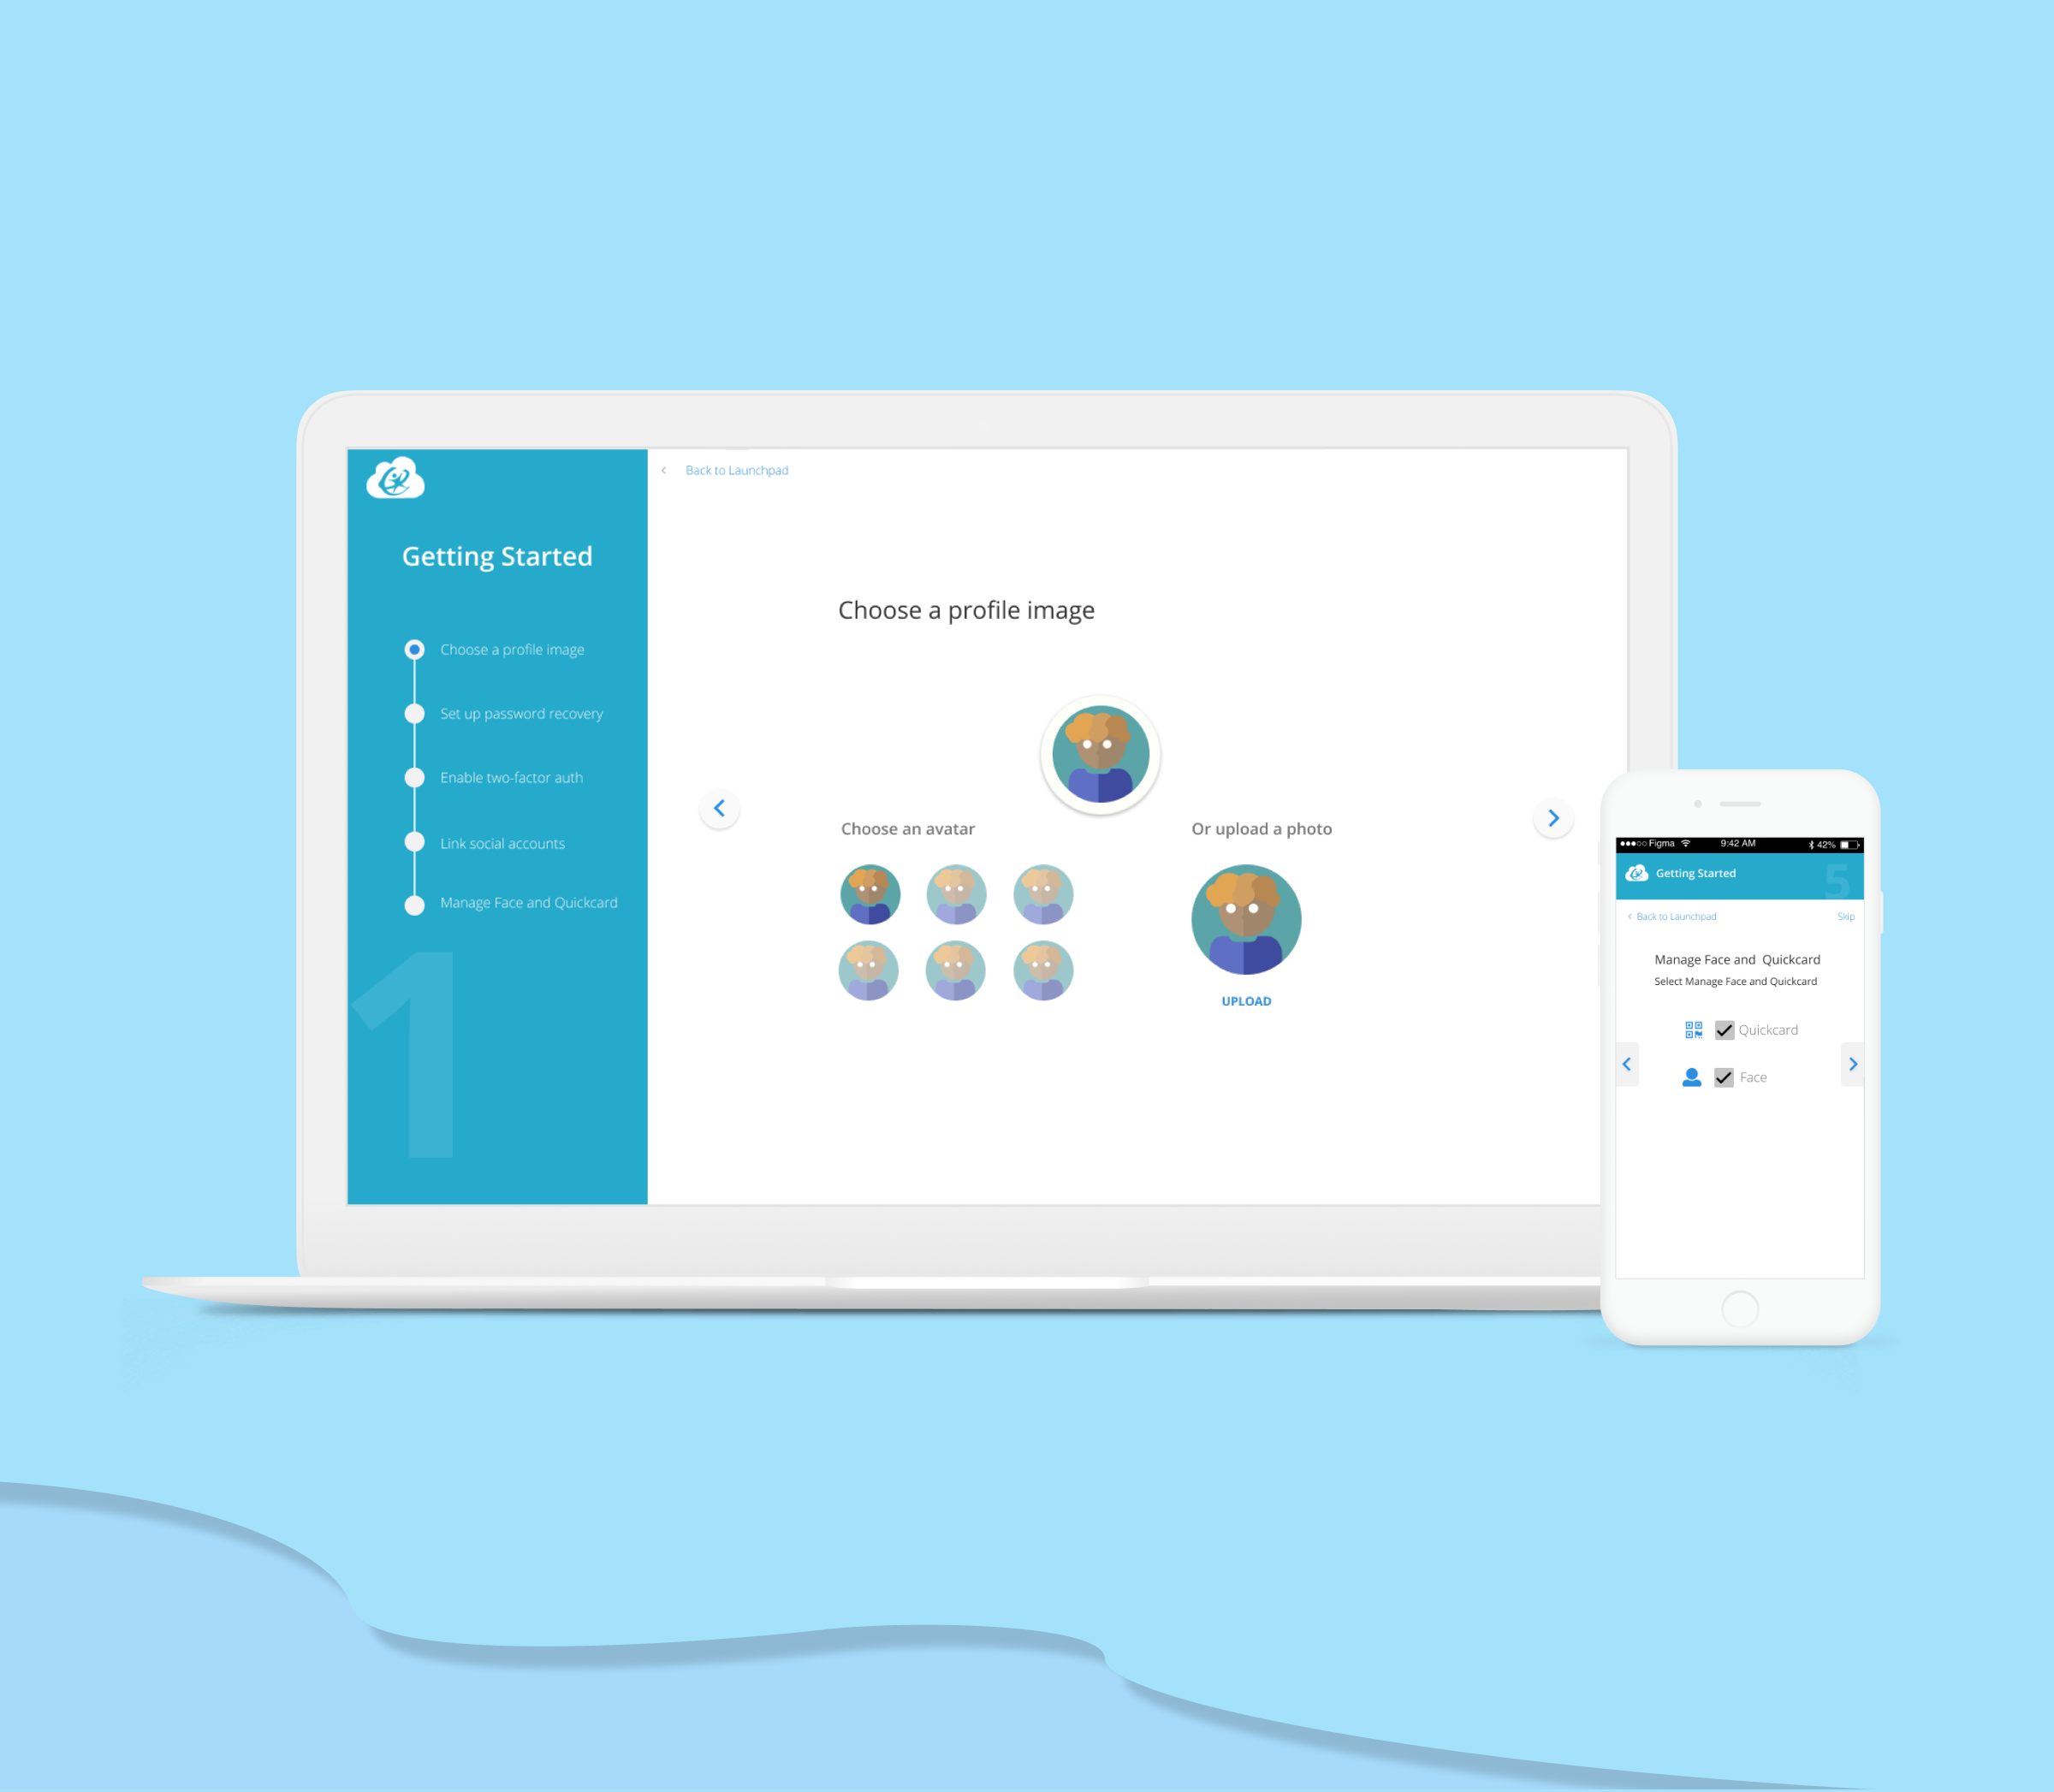 Back to Launchpad
Getting Started
Choose a profile image
Set up password recovery
Enable two-factor auth
Link social accounts
Manage Face and Quickcard
1
Choose a profile image
Choose an avatar
Or upload a photo
UPLOAD
Figma 9:42 AM 42%
Getting Started 5
Back to Launchpad Skip
Manage Face and Quickcard
Select Manage Face and Quickcard
Quickcard
Face